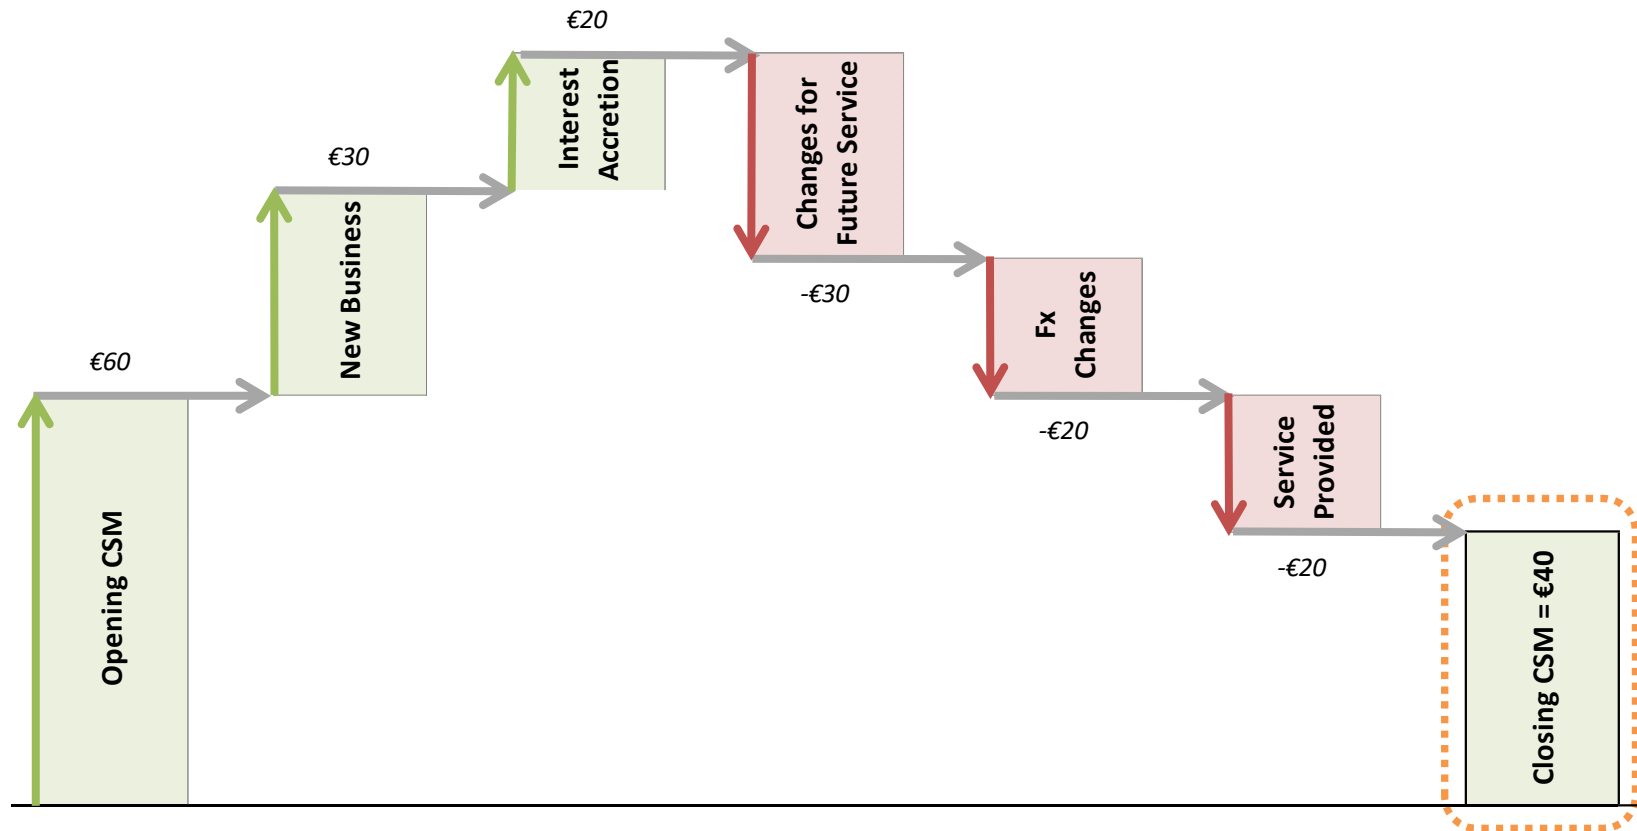 €60
Opening CSM
€30
New Business
€20
Interest
Accretion
Changes for
Future Service
-€30
Fx
Changes
-€20
Service
Provided
-€20
Closing CSM = €40